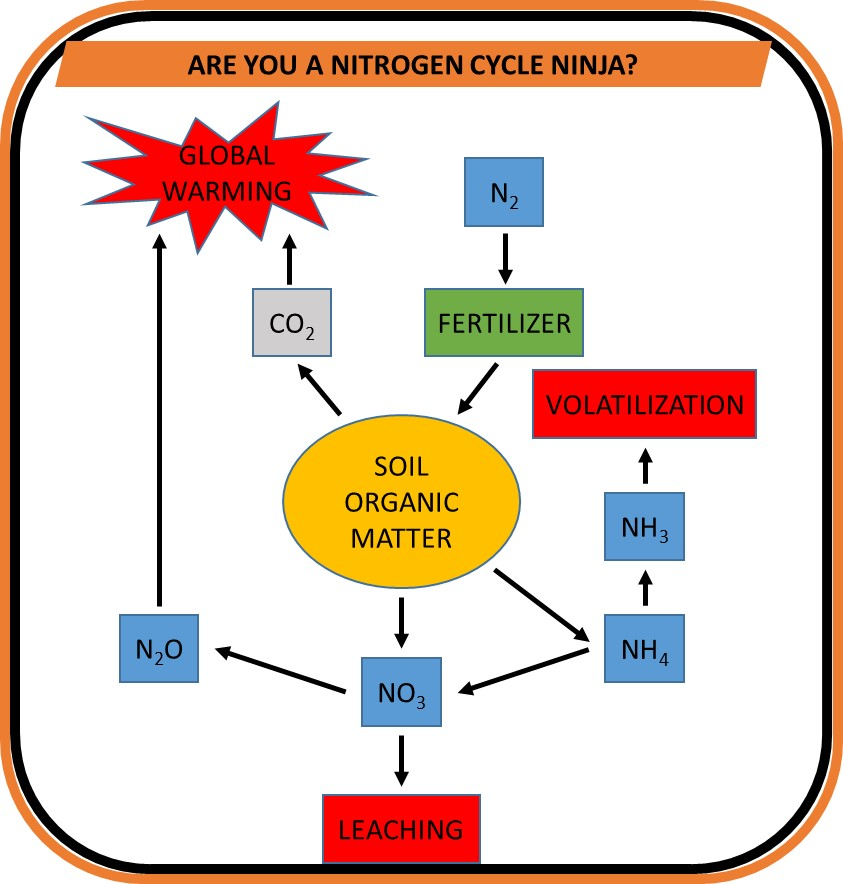 ARE YOU A NITROGEN CYCLE NINJA?
GLOBAL
WARMING
N₂
CO₂
FERTILIZER
VOLATILIZATION
SOIL
ORGANIC
MATTER
NH₃
N₂O
NH₄
NO₃
LEACHING